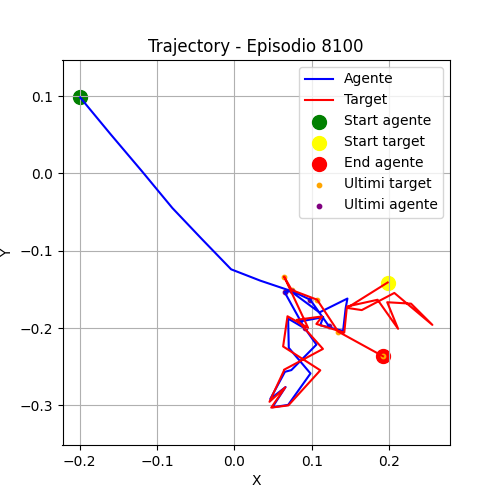 Trajectory - Episodio 8100
Agente
Target
Start agente
Start target
End agente
Ultimi target
Ultimi agente
0.1
0.0
−0.1
−0.2
−0.3
Y
−0.2
−0.1
0.0
0.1
0.2
X